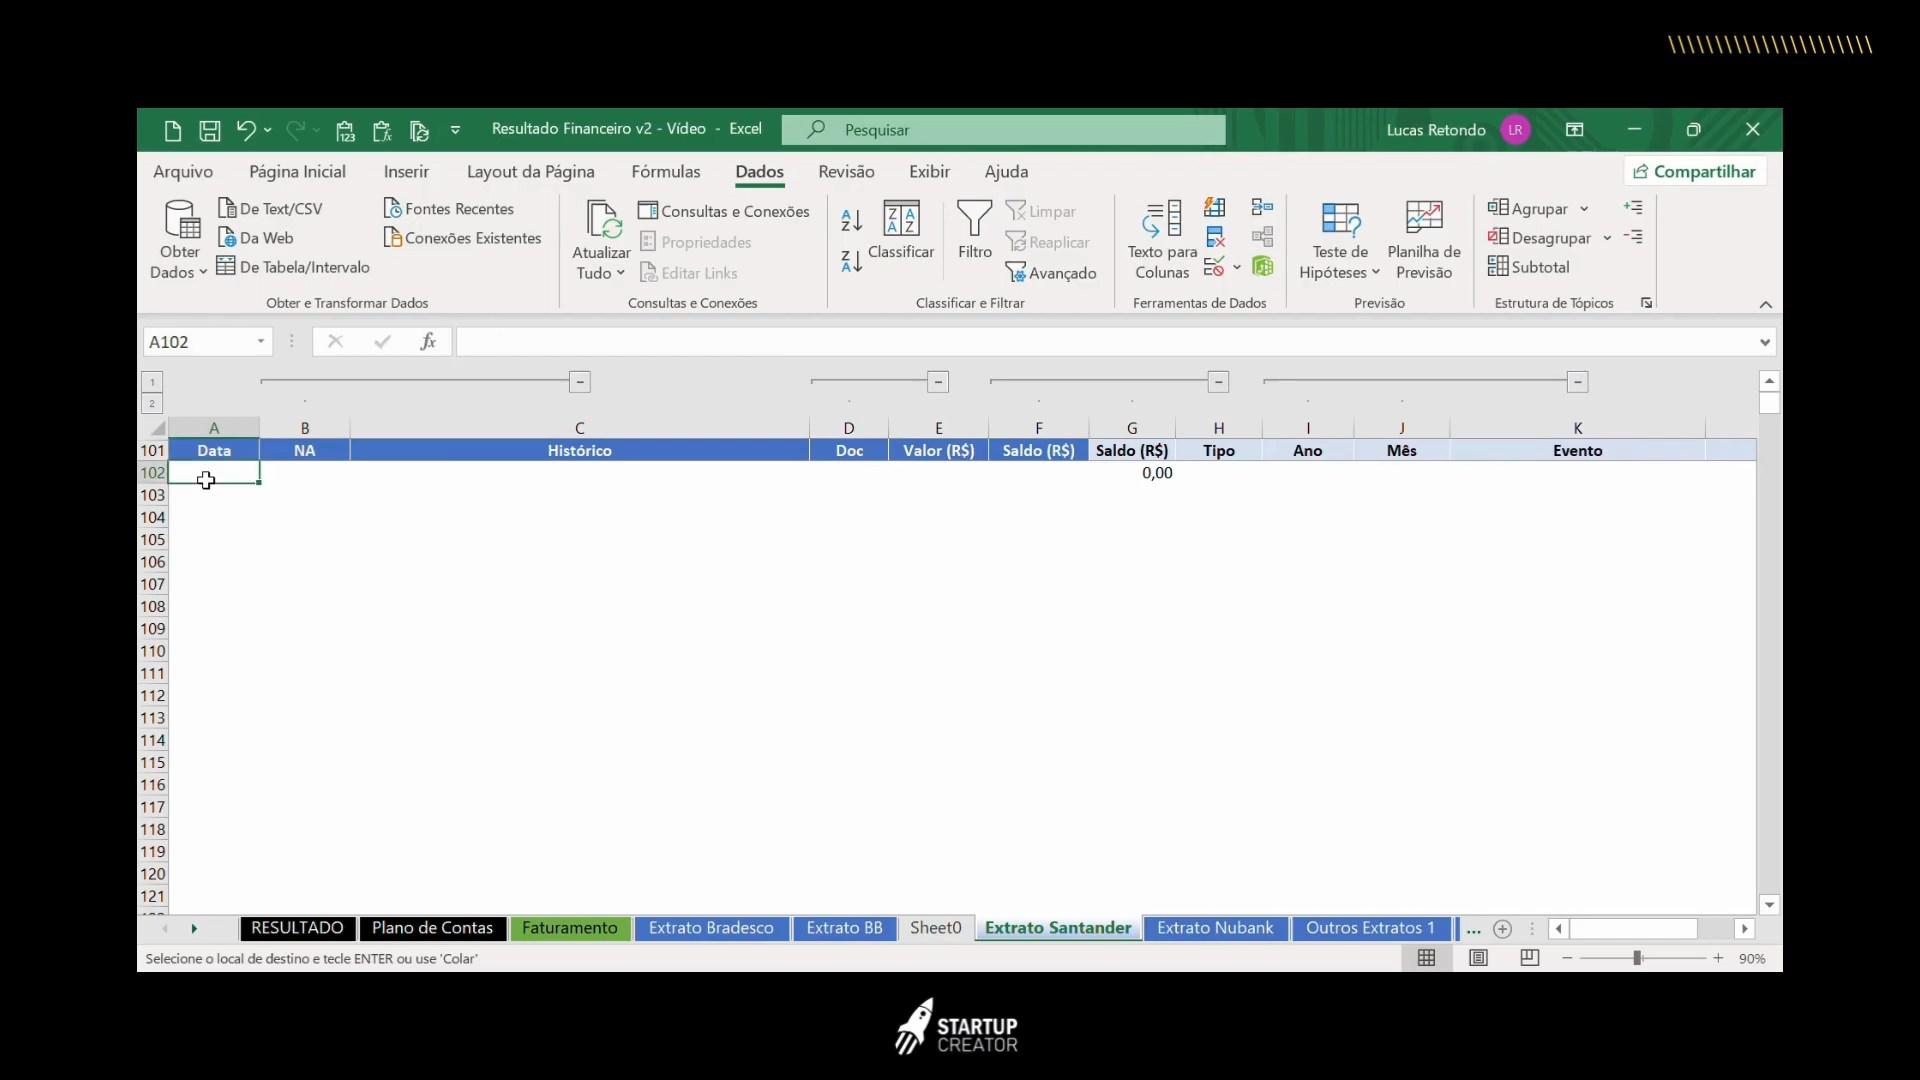 Resultado Financeiro v2 - Vídeo - Excel
Pesquisar
Lucas Retondo
LR
Arquivo
Página Inicial
Inserir
Layout da Página
Fórmulas
Dados
Revisão
Exibir
Ajuda
Compartilhar
Obter
Dados
De Text/CSV
Da Web
De Tabela/Intervalo
Fontes Recentes
Conexões Existentes
Obter e Transformar Dados
Atualizar
Tudo
Consultas e Conexões
Propriedades
Editar Links
Consultas e Conexões
Classificar
Filtro
Limpar
Reaplicar
Avançado
Classificar e Filtrar
Texto para
Colunas
Ferramentas de Dados
Teste de
Hipóteses
Planilha de
Previsão
Previsão
Agrupar
Desagrupar
Subtotal
Estrutura de Tópicos
A102
fx
1
2
A B C D E F G H I J K
101 Data NA Histórico Doc Valor (R$) Saldo (R$) Saldo (R$) Tipo Ano Mês Evento
102 0,00
103
104
105
106
107
108
109
110
111
112
113
114
115
116
117
118
119
120
121
RESULTADO
Plano de Contas
Faturamento
Extrato Bradesco
Extrato BB
Sheet0
Extrato Santander
Extrato Nubank
Outros Extratos 1
...
Selecione o local de destino e tecle ENTER ou use 'Colar'
90%
STARTUP
CREATOR